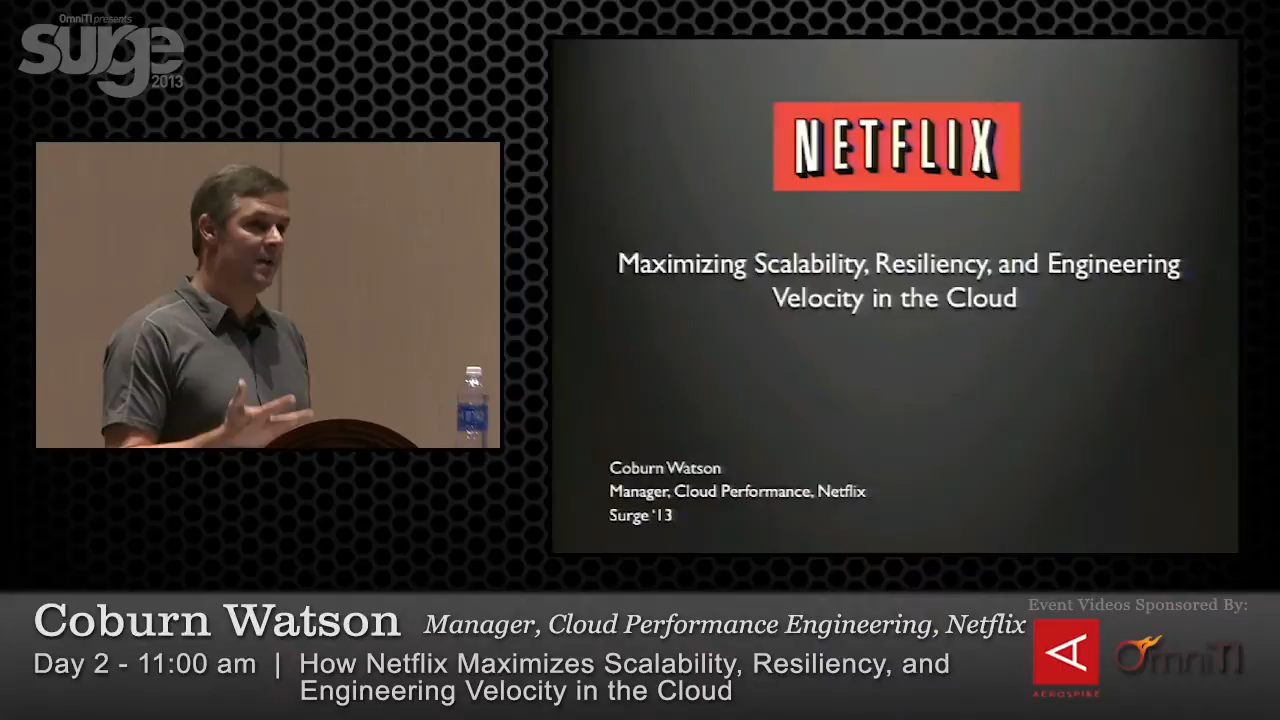 OmniTI presents
surge
2013
NETFLIX
Maximizing Scalability, Resiliency, and Engineering
Velocity in the Cloud
Coburn Watson
Manager, Cloud Performance, Netflix
Surge ‘13
Coburn Watson Manager, Cloud Performance Engineering, Netflix
Day 2 - 11:00 am | How Netflix Maximizes Scalability, Resiliency, and
Engineering Velocity in the Cloud
Event Videos Sponsored By:
AEROSPIKE
OmniTI